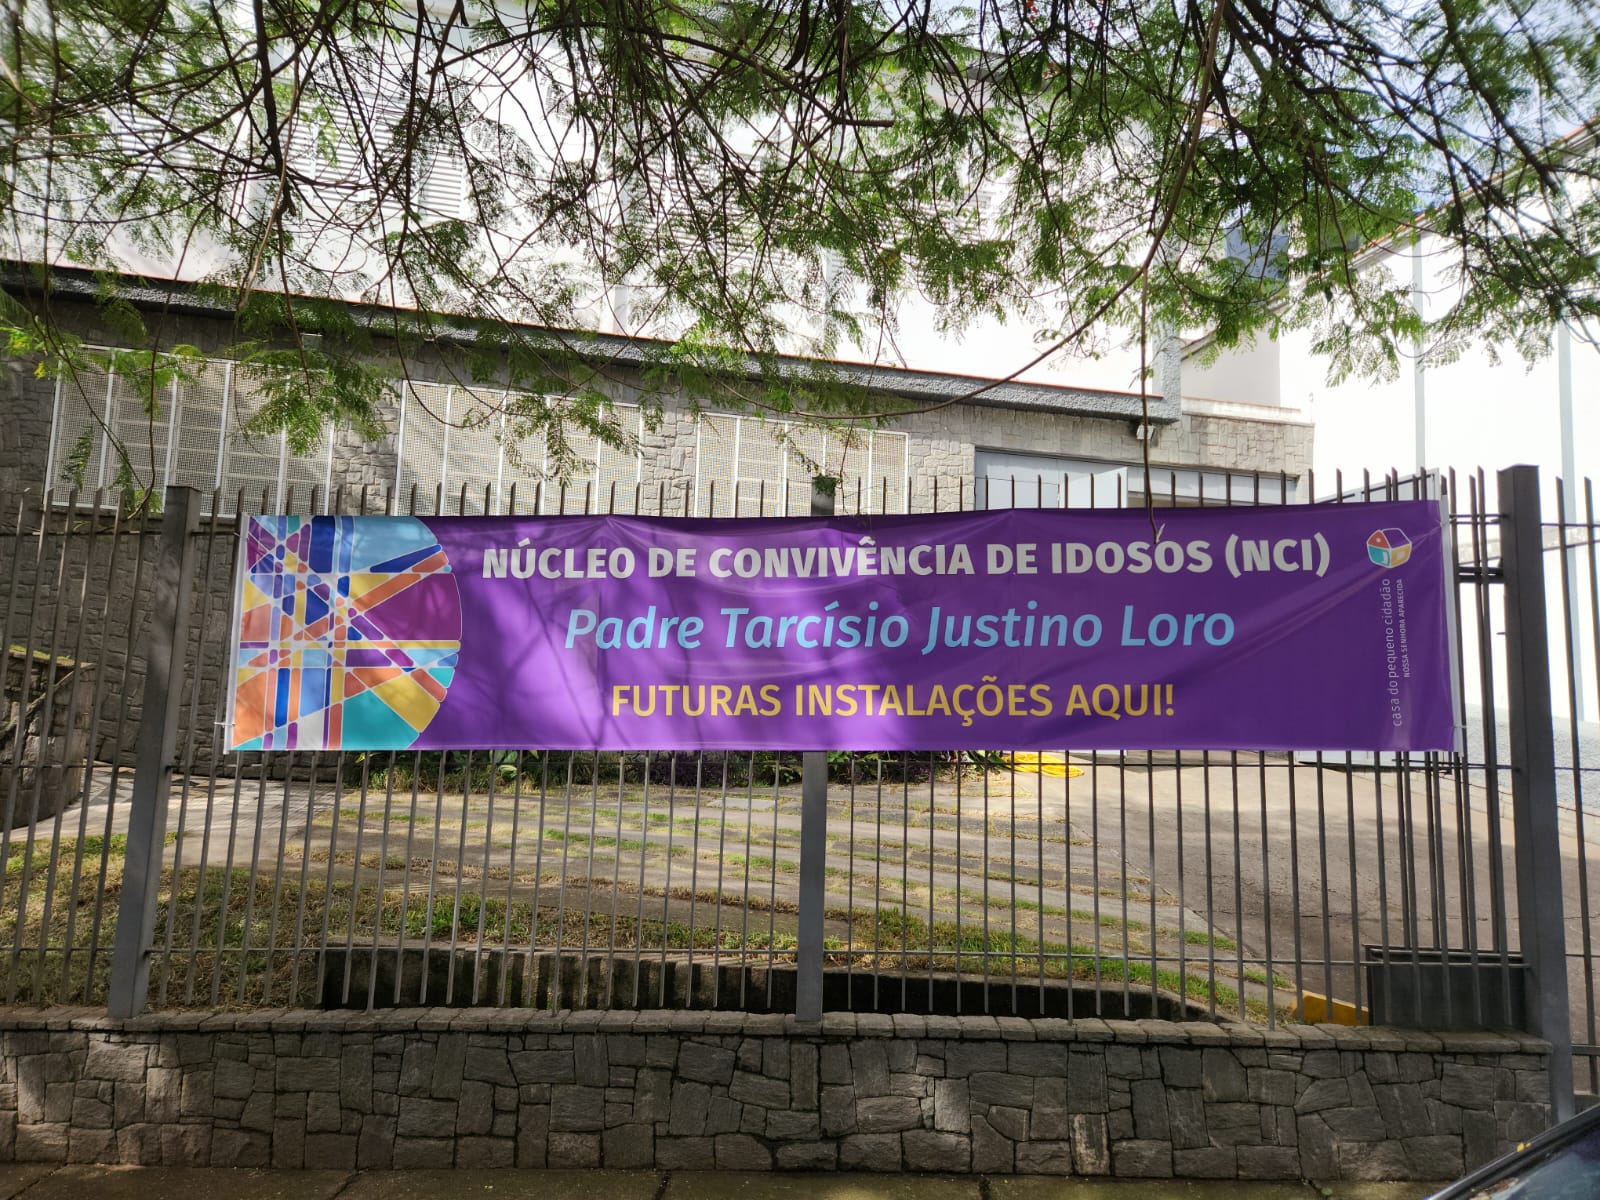 NÚCLEO DE CONVIVÊNCIA DE IDOSOS (NCI)
Padre Tarcísio Justino Loro
FUTURAS INSTALAÇÕES AQUI!
casa do pequeno cidadão
NOSSA SENHORA APARECIDA